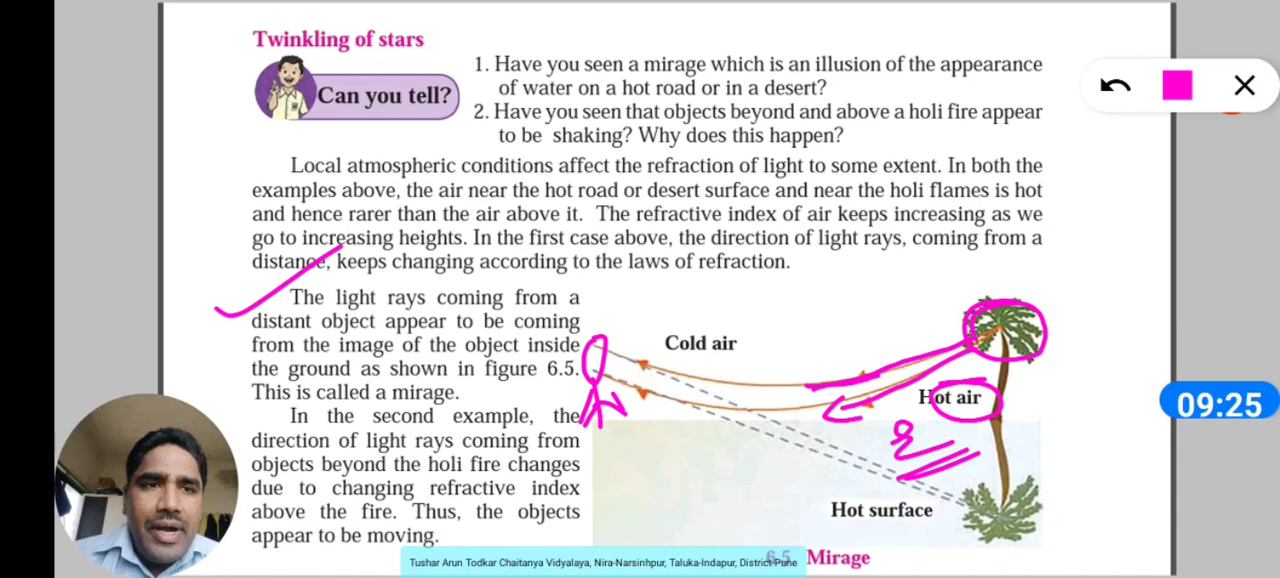 Twinkling of stars
Can you tell?
1. Have you seen a mirage which is an illusion of the appearance
of water on a hot road or in a desert?
2. Have you seen that objects beyond and above a holi fire appear
to be shaking? Why does this happen?
Local atmospheric conditions affect the refraction of light to some extent. In both the
examples above, the air near the hot road or desert surface and near the holi flames is hot
and hence rarer than the air above it. The refractive index of air keeps increasing as we
go to increasing heights. In the first case above, the direction of light rays, coming from a
distance, keeps changing according to the laws of refraction.
The light rays coming from a
distant object appear to be coming
from the image of the object inside
the ground as shown in figure 6.5.
This is called a mirage.
In the second example, the
direction of light rays coming from
objects beyond the holi fire changes
due to changing refractive index
above the fire. Thus, the objects
appear to be moving.
Cold air
Hot air
Hot surface
6.5 Mirage
09:25
Tushar Arun Todkar Chaitanya Vidyalaya, Nira-Narsinhpur, Taluka-Indapur, District-Pune